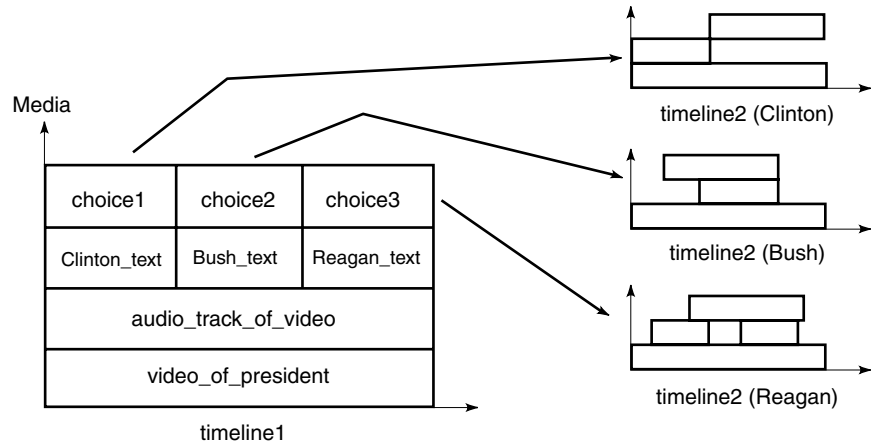 Media
choice1 choice2 choice3
Clinton_text Bush_text Reagan_text
audio_track_of_video
video_of_president
timeline1
timeline2 (Clinton)
timeline2 (Bush)
timeline2 (Reagan)